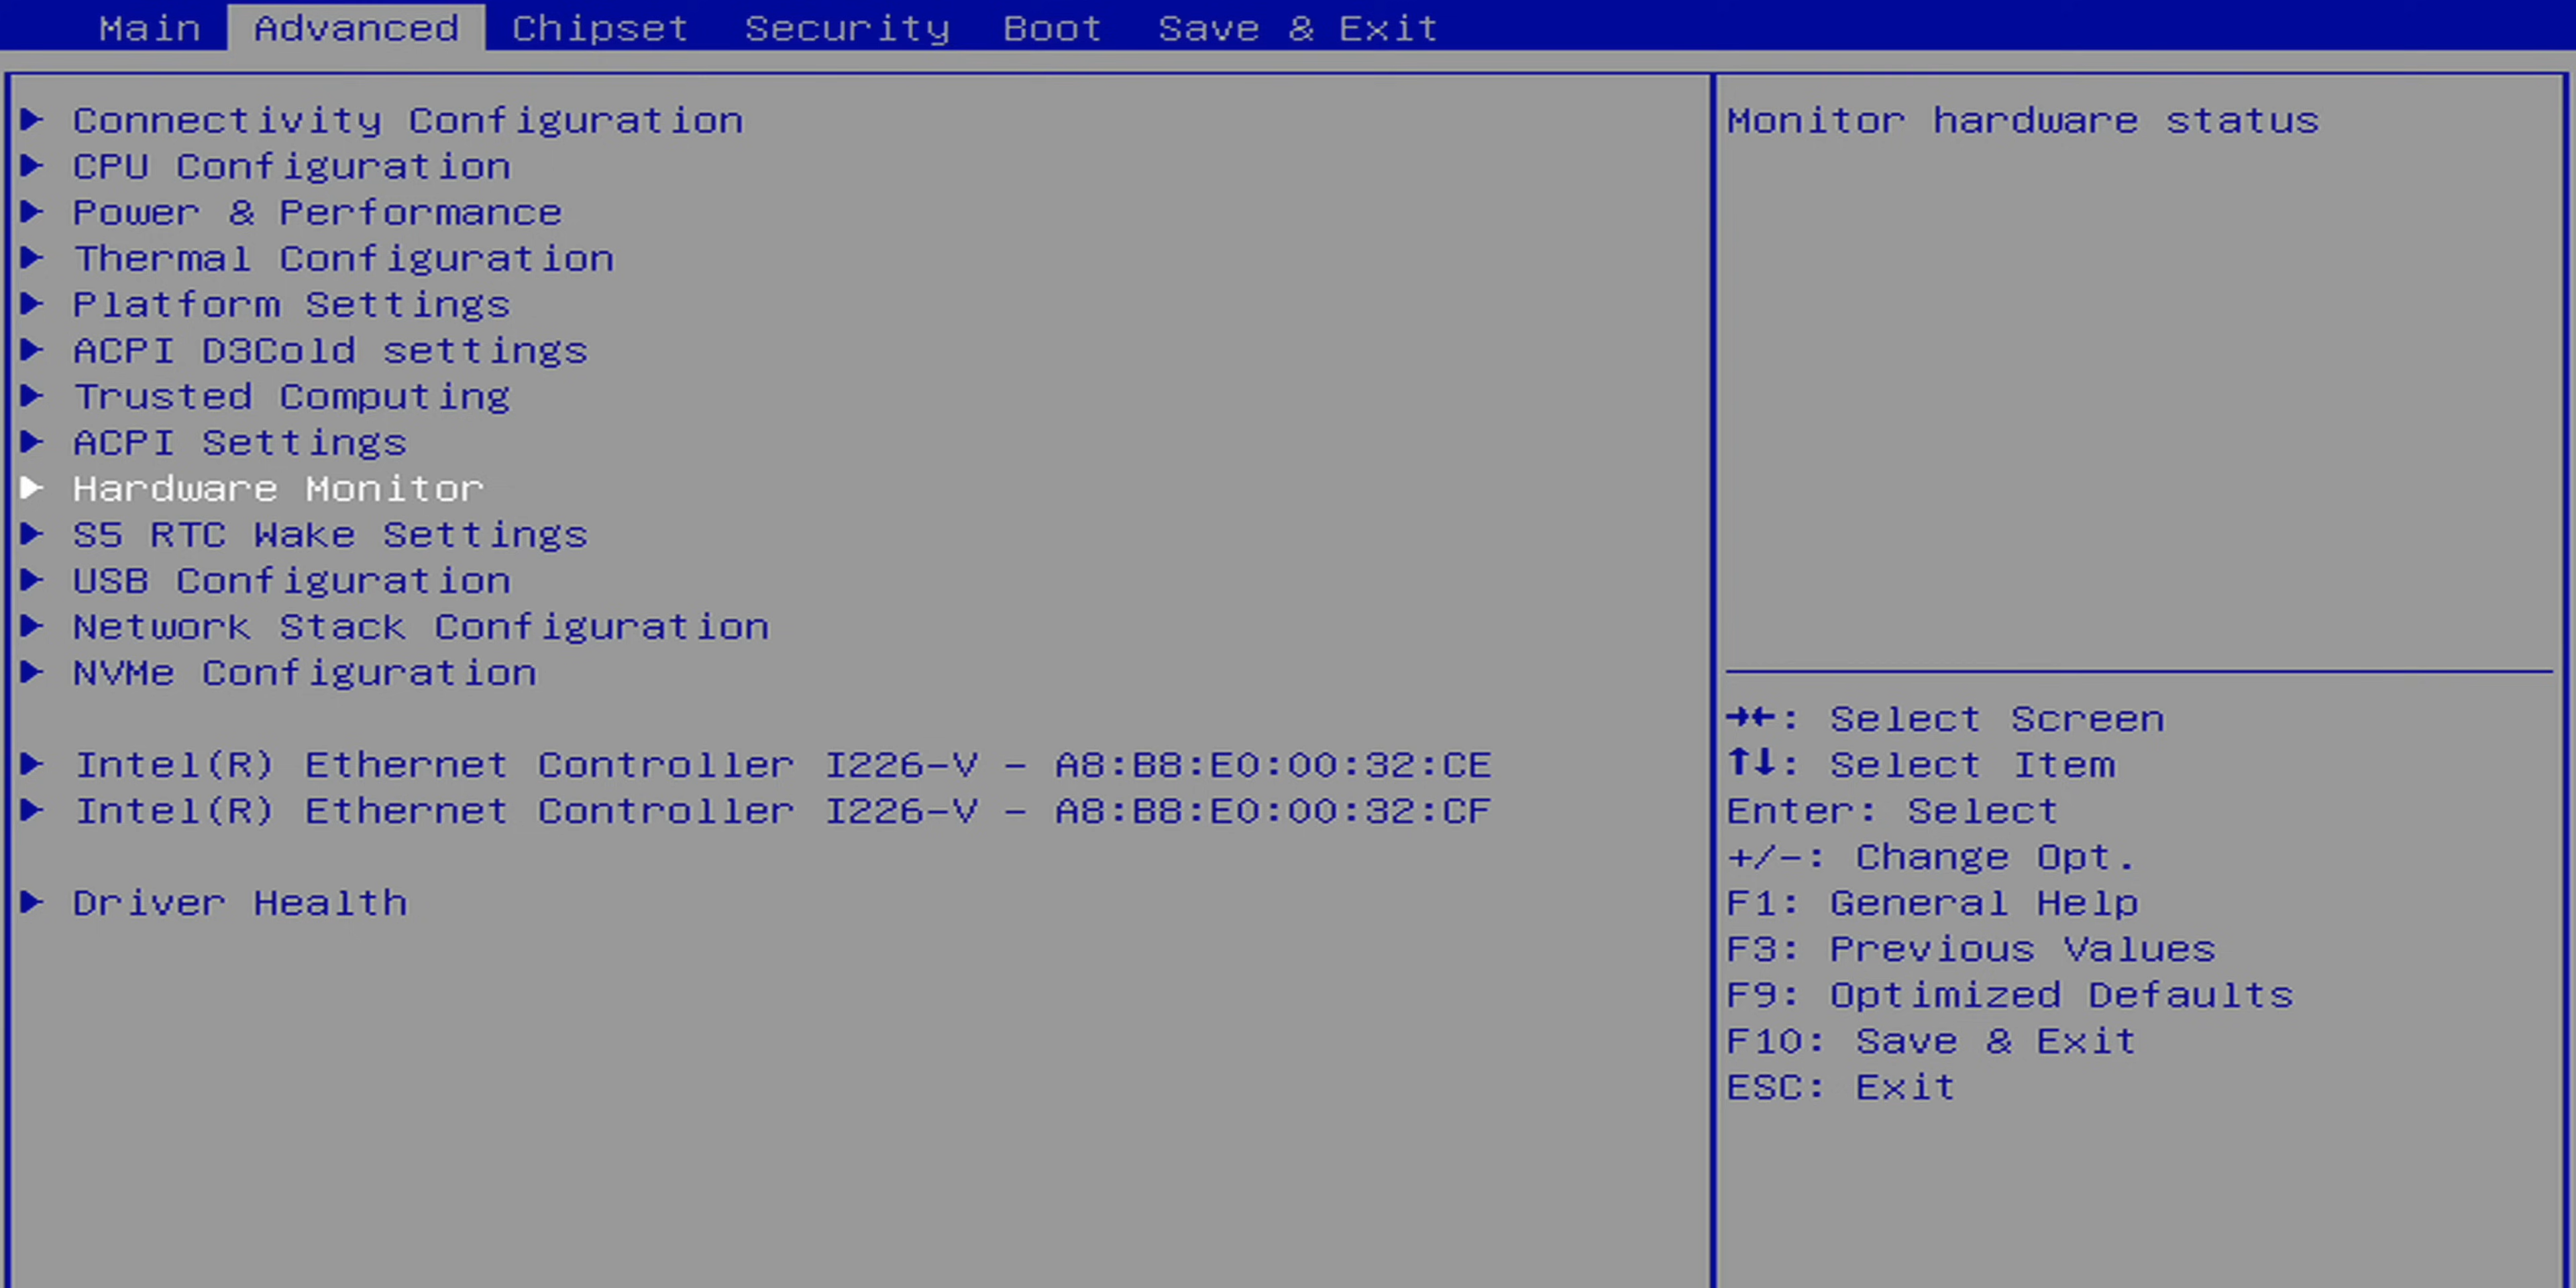 Main Advanced Chipset Security Boot Save & Exit
▶ Connectivity Configuration
▶ CPU Configuration
▶ Power & Performance
▶ Thermal Configuration
▶ Platform Settings
▶ ACPI D3Cold settings
▶ Trusted Computing
▶ ACPI Settings
▶ Hardware Monitor
▶ S5 RTC Wake Settings
▶ USB Configuration
▶ Network Stack Configuration
▶ NVMe Configuration
▶ Intel(R) Ethernet Controller I226-V - A8:B8:E0:00:32:CE
▶ Intel(R) Ethernet Controller I226-V - A8:B8:E0:00:32:CF
▶ Driver Health
Monitor hardware status
→←: Select Screen
↑↓: Select Item
Enter: Select
+/-: Change Opt.
F1: General Help
F3: Previous Values
F9: Optimized Defaults
F10: Save & Exit
ESC: Exit